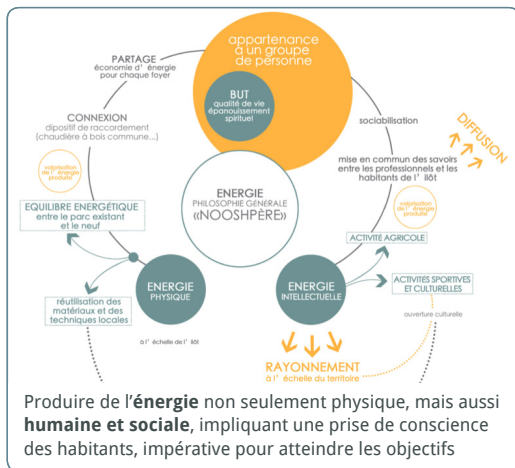 appartenance
à un groupe
de personne
PARTAGE
économie d'énergie
pour chaque foyer
BUT
qualité de vie
épanouissement
spirituel
CONNEXION
dipositif de raccordement
(chaudière à bois commune...)
sociabilisation
DIFFUSION
mise en commun des savoirs
entre les professionnels et les
habitants de l'ilôt
valorisation
de l'énergie
produite
ENERGIE
PHILOSOPHIE GÉNÉRALE
«NOOSHPÈRE»
valorisation
de l'énergie
produite
EQUILIBRE ENERGÉTIQUE
entre le parc existant
et le neuf
ACTIVITÉ AGRICOLE
ENERGIE
PHYSIQUE
ENERGIE
INTELLECTUELLE
ACTIVITES SPORTIVES
ET CULTURELLES
réutilisation des
matériaux et des
techniques locales
ouverture culturelle
à l'échelle de l'ilôt
RAYONNEMENT
à l'échelle du territoire
Produire de l'énergie non seulement physique, mais aussi
humaine et sociale, impliquant une prise de conscience
des habitants, impérative pour atteindre les objectifs